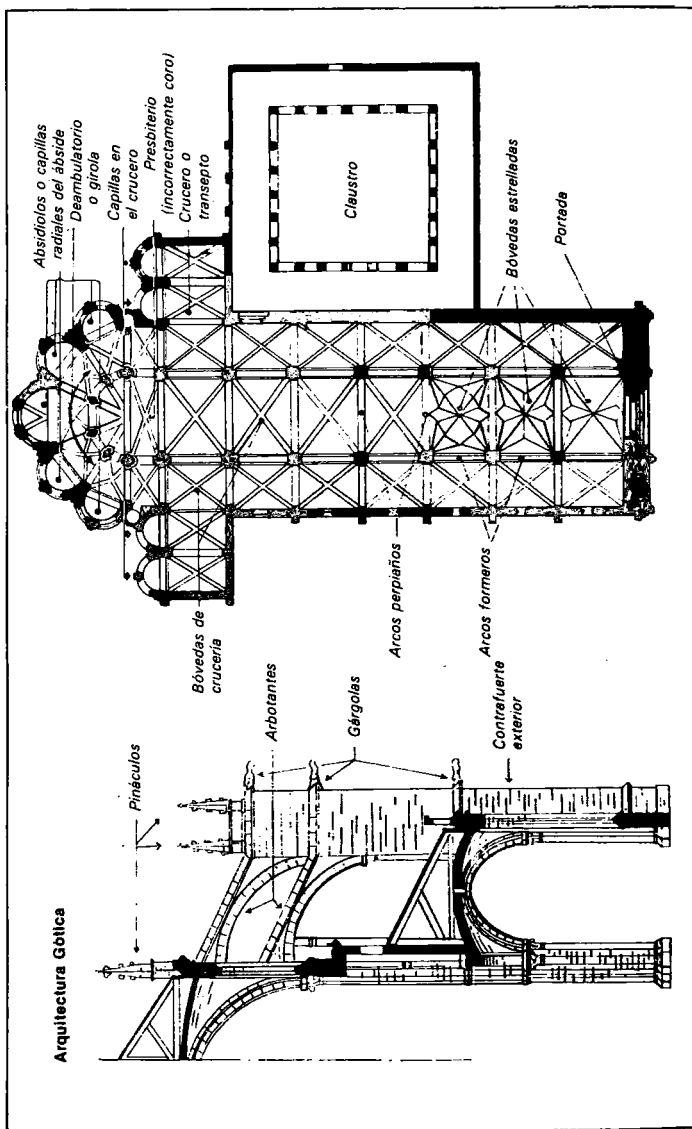 Arquitectura Gótica
Pináculos
Arbotantes
Gárgolas
Contrafuerte
exterior
Absidiolos o capillas
radiales del ábside
Deambulatorio
o girola
Capillas en
el crucero
Presbiterio
(incorrectamente coro)
Crucero o
transepto
Claustro
Bóvedas de
crucería
Arcos perpiaños
Arcos formeros
Bóvedas estrelladas
Portada